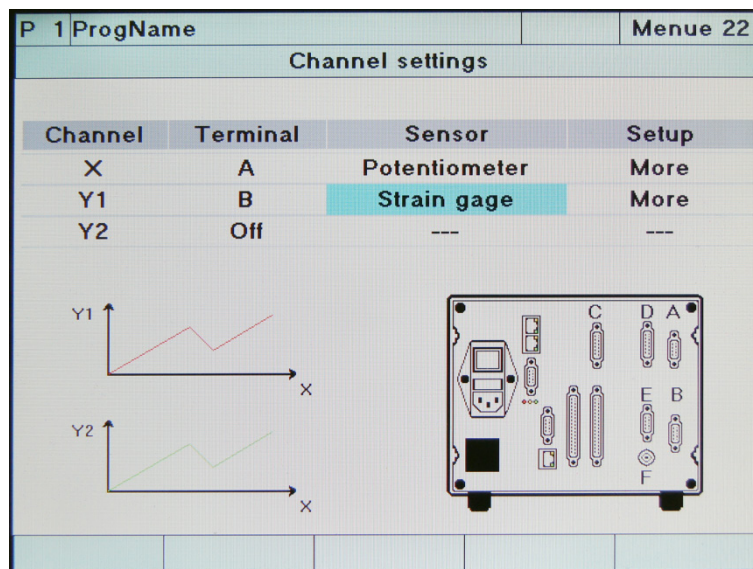 P 1 ProgName Menue 22
Channel settings
Channel Terminal Sensor Setup
X A Potentiometer More
Y1 B Strain gage More
Y2 Off --- ---
Y1
X
Y2
X
C D A
E B
F